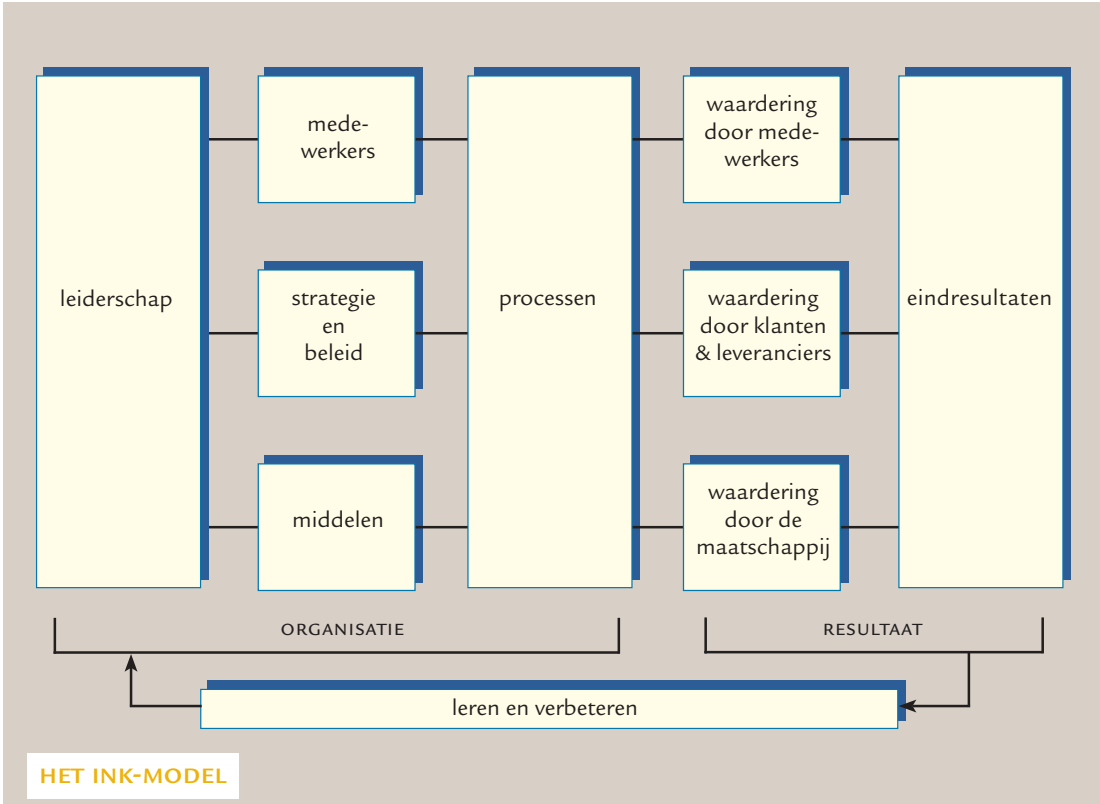 leiderschap
mede-
werkers
strategie
en
beleid
middelen
processen
waardering
door mede-
werkers
waardering
door klanten
& leveranciers
waardering
door de
maatschappij
eindresultaten
ORGANISATIE
RESULTAAT
leren en verbeteren
HET INK-MODEL